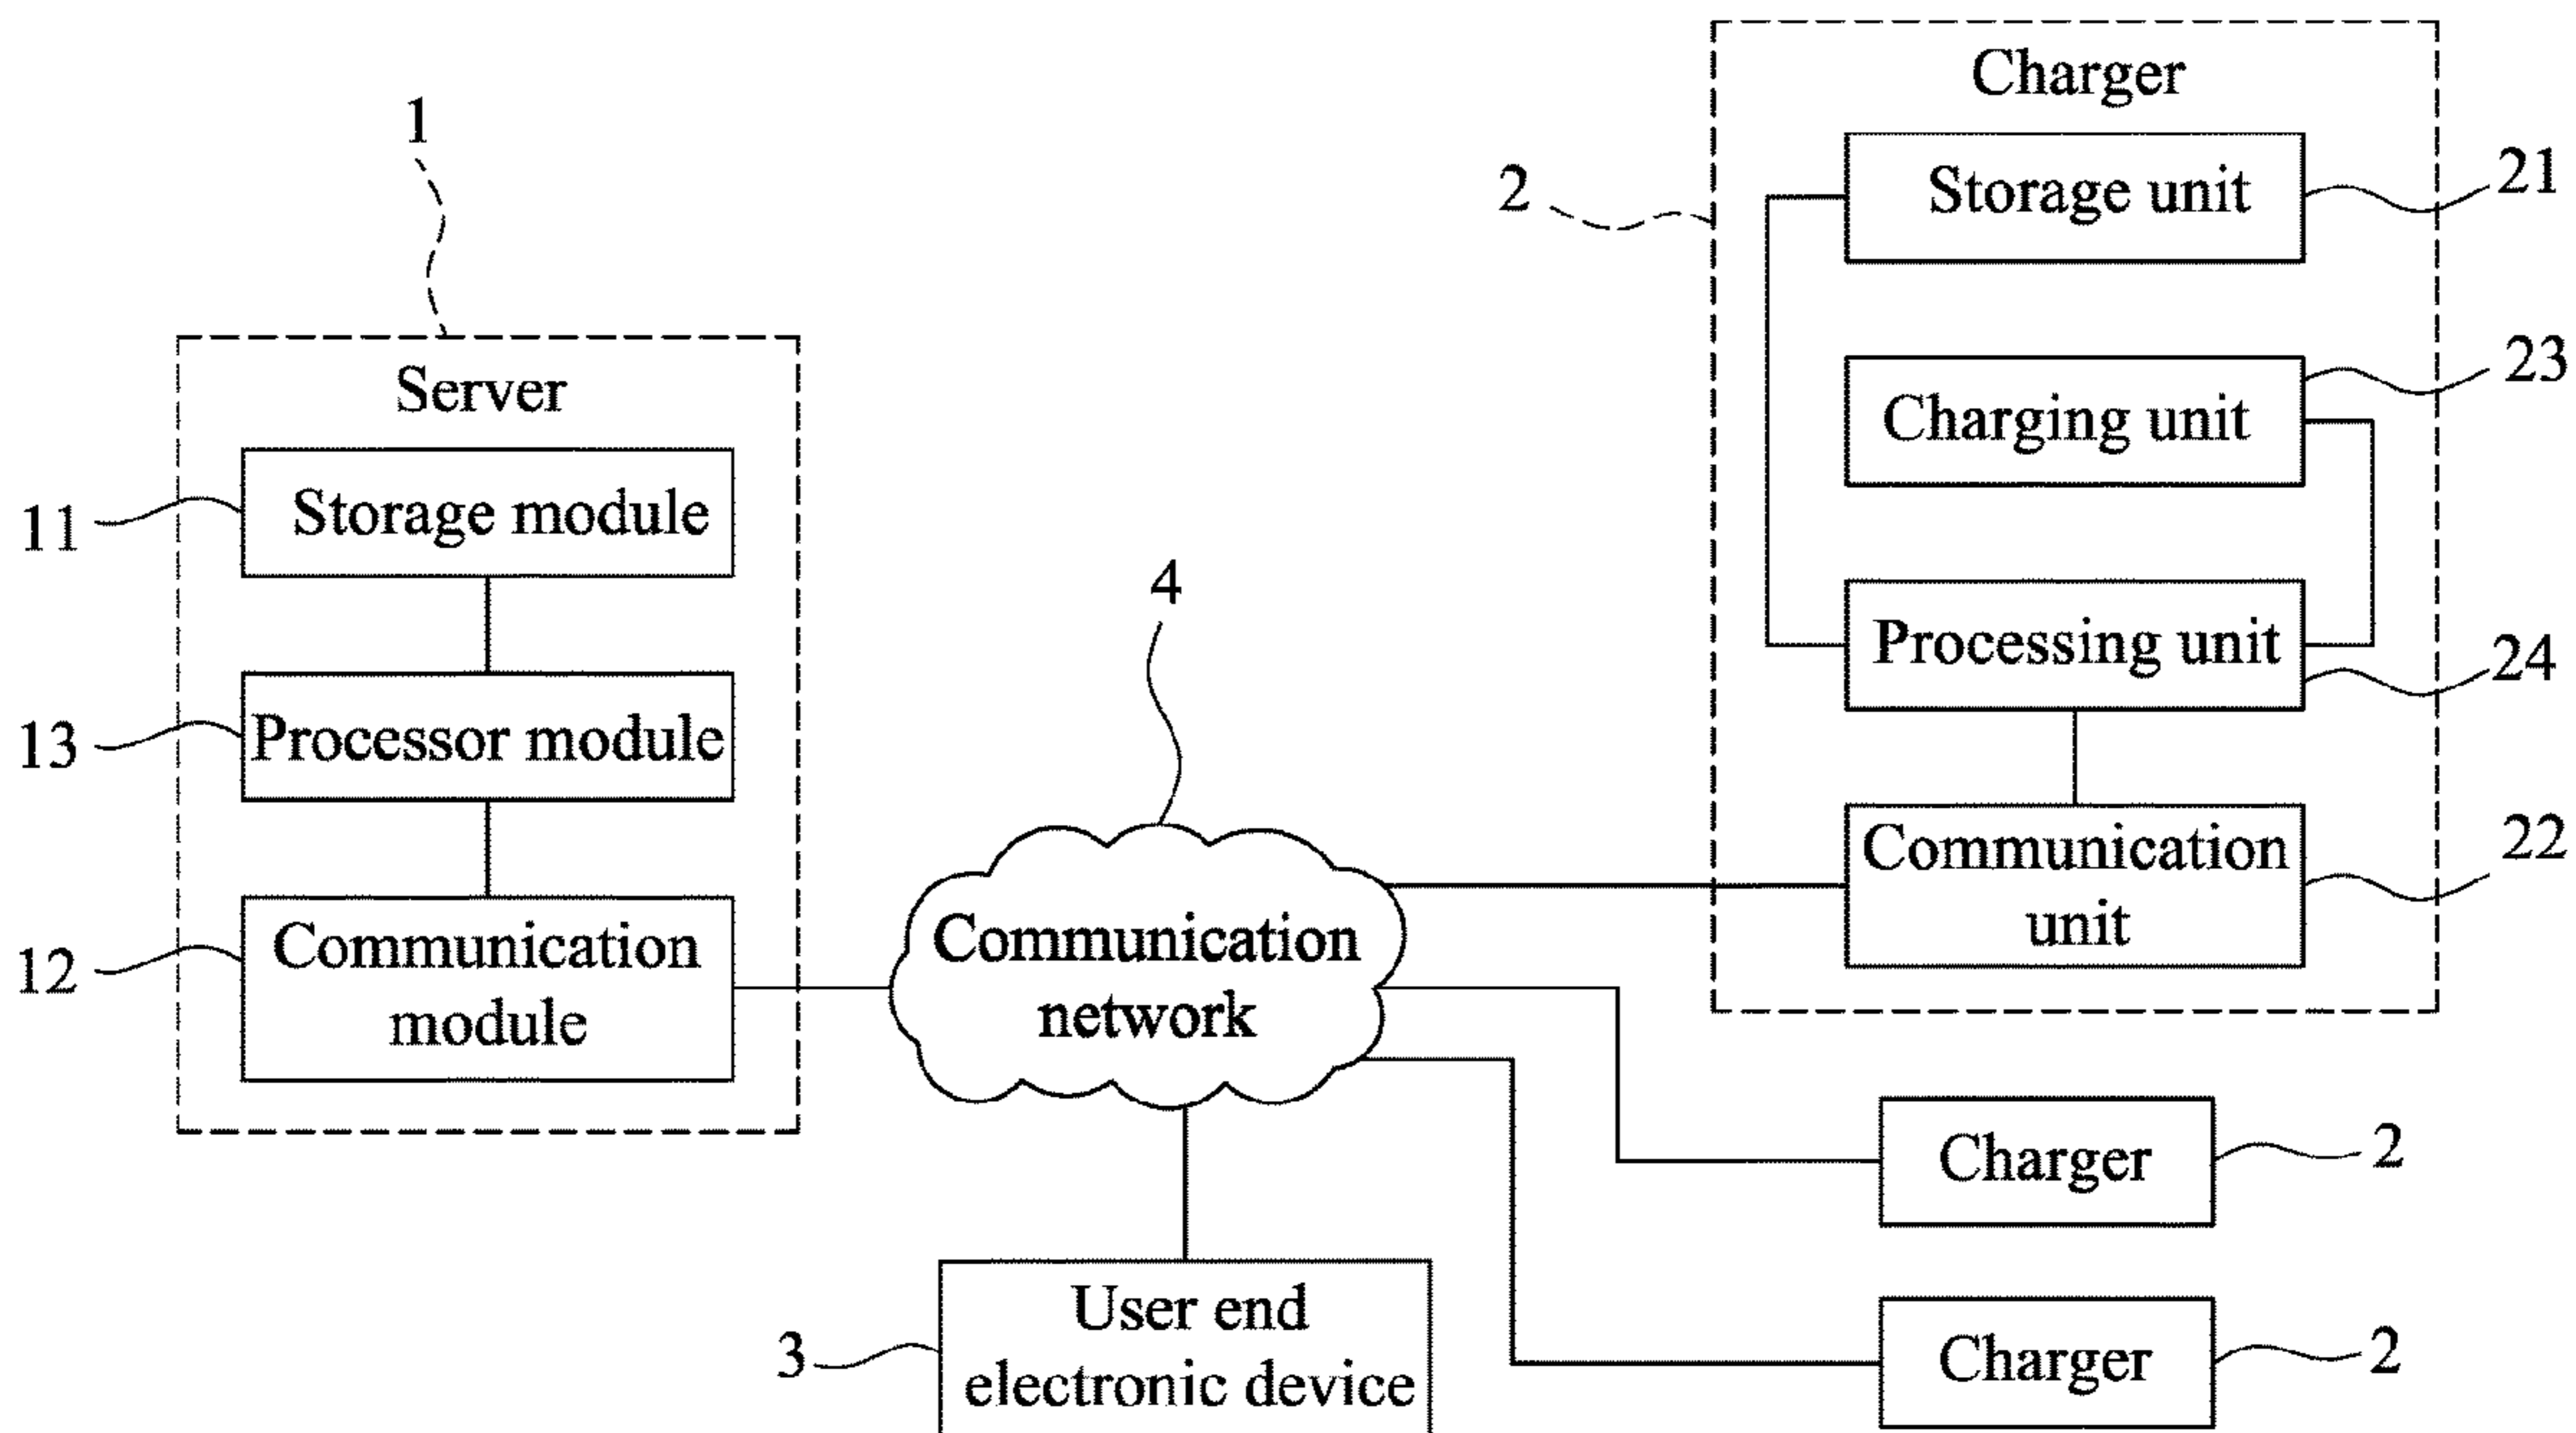 1
Server
11
Storage module
13
Processor module
12
Communication
module
4
Communication
network
3
User end
electronic device
2
Charger
Storage unit
21
Charging unit
23
Processing unit
24
Communication
unit
22
Charger
2
Charger
2